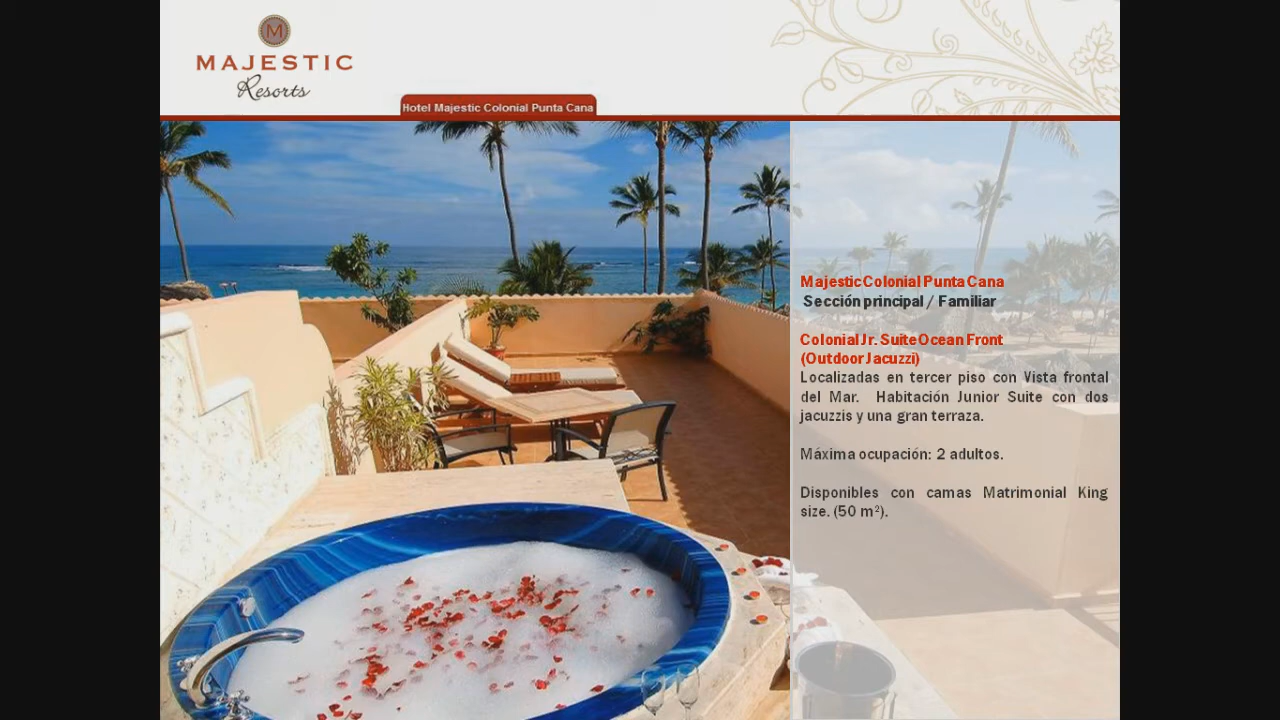 M
MAJESTIC
Resorts
Hotel Majestic Colonial Punta Cana
Majestic Colonial Punta Cana
Sección principal / Familiar
Colonial Jr. Suite Ocean Front
(Outdoor Jacuzzi)
Localizadas en tercer piso con Vista frontal
del Mar. Habitación Junior Suite con dos
jacuzzis y una gran terraza.
Máxima ocupación: 2 adultos.
Disponibles con camas Matrimonial King
size. (50 m²).